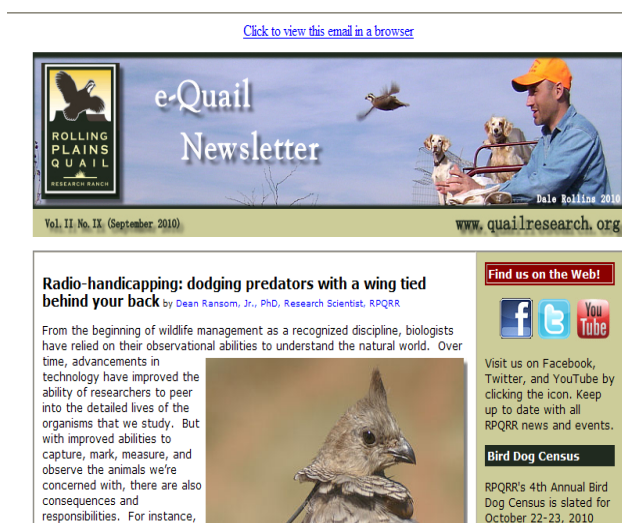 Click to view this email in a browser
ROLLING
PLAINS
QUAIL
RESEARCH RANCH
e-Quail
Newsletter
Dale Rollins 2010
Vol. II No. IX (September 2010)
www.quailresearch.org
Radio-handicapping: dodging predators with a wing tied
behind your back by Dean Ransom, Jr., PhD, Research Scientist, RPQRR
From the beginning of wildlife management as a recognized discipline, biologists
have relied on their observational abilities to understand the natural world. Over
time, advancements in
technology have improved the
ability of researchers to peer
into the detailed lives of the
organisms that we study. But
with improved abilities to
capture, mark, measure, and
observe the animals we're
concerned with, there are also
consequences and
responsibilities. For instance,
Find us on the Web!
f
t
You
Tube
Visit us on Facebook,
Twitter, and YouTube by
clicking the icon. Keep
up to date with all
RPQRR news and events.
Bird Dog Census
RPQRR's 4th Annual Bird
Dog Census is slated for
October 22-23, 2010